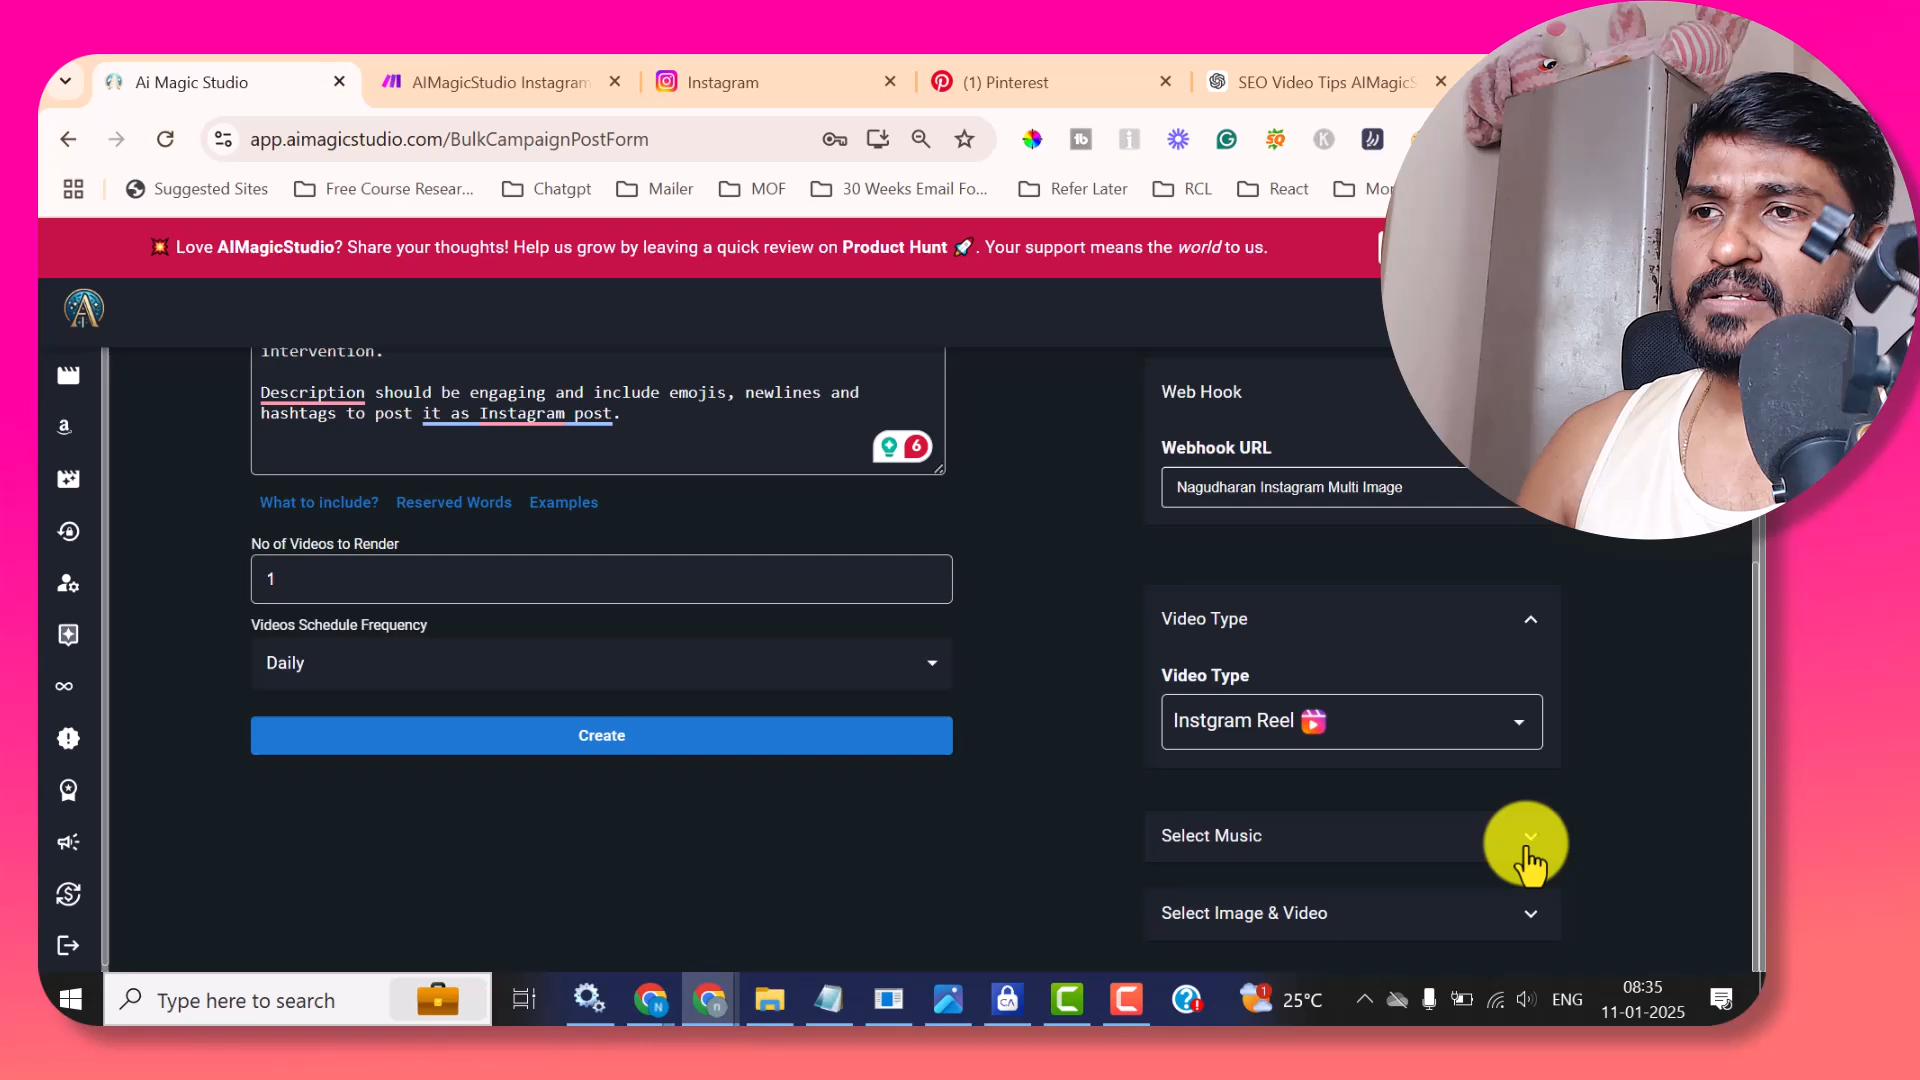 Ai Magic Studio
AIMagicStudio Instagram
Instagram
(1) Pinterest
SEO Video Tips AIMagicS
app.aimagicstudio.com/BulkCampaignPostForm
Suggested Sites
Free Course Resear...
Chatgpt
Mailer
MOF
30 Weeks Email Fo...
Refer Later
RCL
React
Mor
💥 Love AIMagicStudio? Share your thoughts! Help us grow by leaving a quick review on Product Hunt 🚀. Your support means the world to us.
intervention.
Description should be engaging and include emojis, newlines and
hashtags to post it as Instagram post.
6
What to include?
Reserved Words
Examples
No of Videos to Render
1
Videos Schedule Frequency
Daily
Create
Web Hook
Webhook URL
Nagudharan Instagram Multi Image
Video Type
Video Type
Instgram Reel
Select Music
Select Image & Video
Type here to search
1
25°C
ENG
08:35
11-01-2025